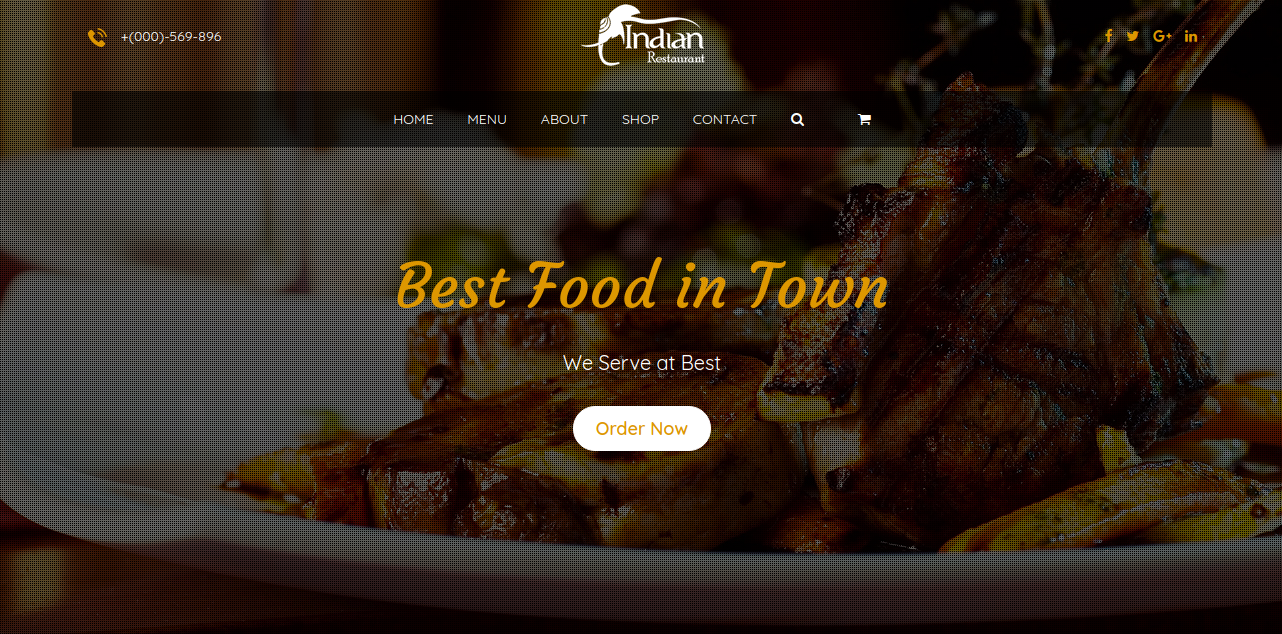 +(000)-569-896
Indian
Restaurant
HOME MENU ABOUT SHOP CONTACT
Best Food in Town
We Serve at Best
Order Now